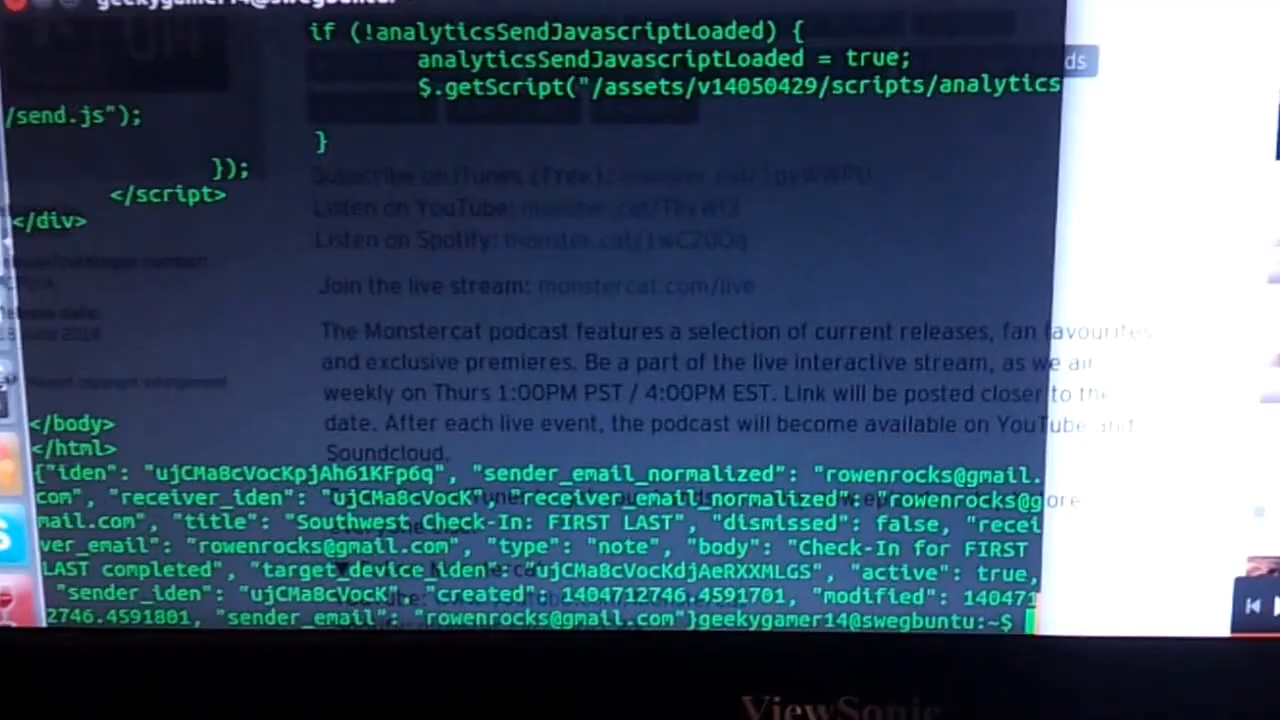 geekygamer14@swegbuntu:
if (!analyticsSendJavascriptLoaded) {
analyticsSendJavascriptLoaded = true;
ds
$.getScript("/assets/v14050429/scripts/analytics
/send.js");
}
});
</script>
</div>
Subscribe on iTunes (Free):
Listen on YouTube:
Listen on Spotify:
Join the live stream: monstercat.com/live
The Monstercat podcast features a selection of current releases, fan favourites
and exclusive premieres. Be a part of the live interactive stream, as we air
weekly on Thurs 1:00PM PST / 4:00PM EST. Link will be posted closer to the
date. After each live event, the podcast will become available on YouTube and
Soundcloud.
</body>
</html>
{"iden": "ujCMa8cVocKpjAh61KFp6q", "sender_email_normalized": "rowenrocks@gmail.
com", "receiver_iden": "ujCMa8cVocK", "receiver_email_normalized": "rowenrocks@g
mail.com", "title": "Southwest Check-In: FIRST LAST", "dismissed": false, "recei
ver_email": "rowenrocks@gmail.com", "type": "note", "body": "Check-In for FIRST
LAST completed", "target_device_iden": "ujCMa8cVocKdjAeRXXMLGS", "active": true,
"sender_iden": "ujCMa8cVocK", "created": 1404712746.4591701, "modified": 140471
2746.4591801, "sender_email": "rowenrocks@gmail.com"}geekygamer14@swegbuntu:~$
ViewSonic